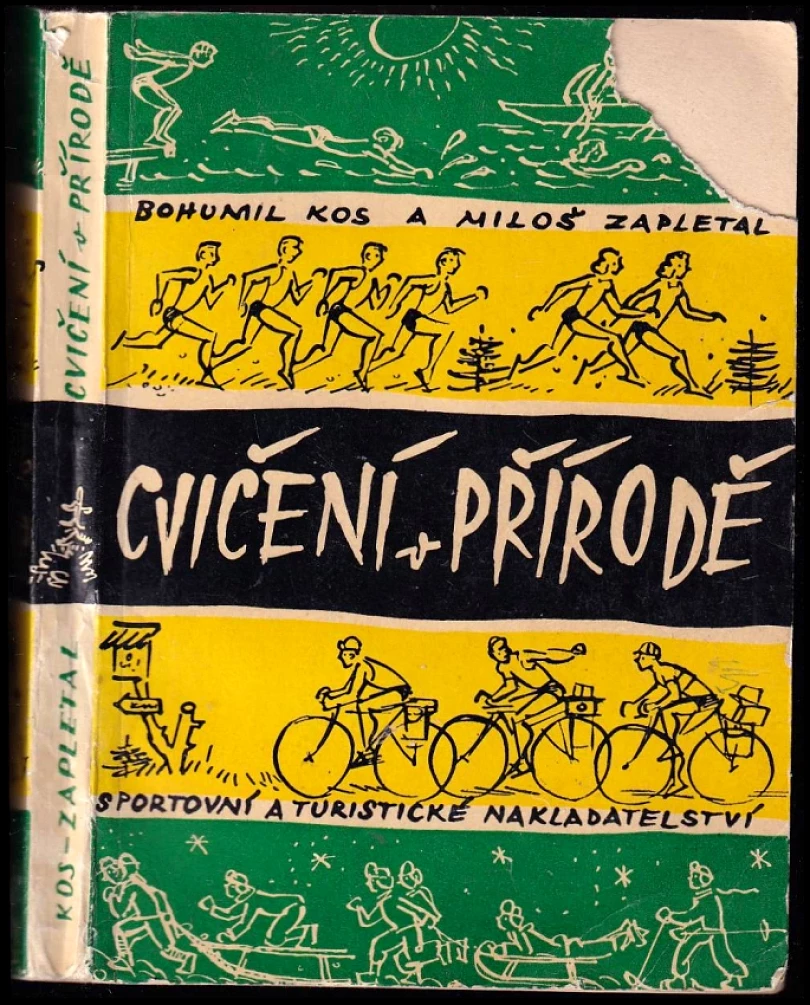 CVIČENÍ v PŘÍRODĚ
KOS-ZAPLETAL
BOHUMIL KOS A MILOŠ ZAPLETAL
CVIČENÍ v PŘÍRODĚ
SPORTOVNÍ A TURISTICKÉ NAKLADATELSTVÍ